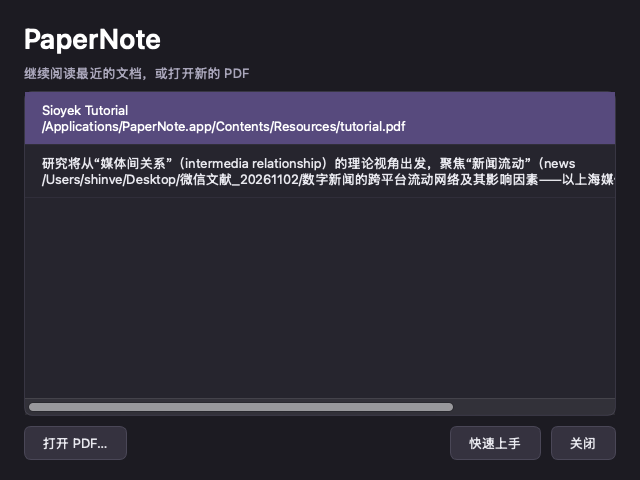 PaperNote
继续阅读最近的文档，或打开新的 PDF
Sioyek Tutorial
/Applications/PaperNote.app/Contents/Resources/tutorial.pdf
研究将从“媒体间关系”（intermedia relationship）的理论视角出发，聚焦“新闻流动”（news
/Users/shinve/Desktop/微信文献_20261102/数字新闻的跨平台流动网络及其影响因素——以上海媒
打开 PDF...
快速上手
关闭